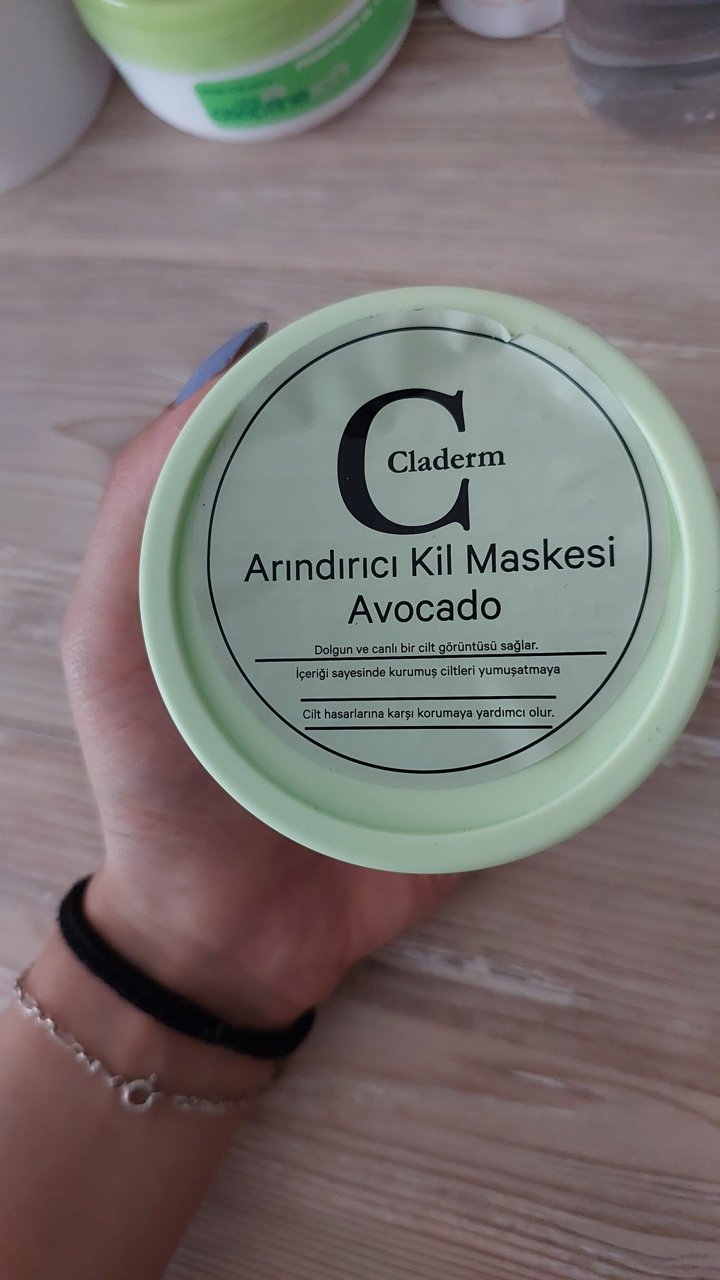 Claderm
Arındırıcı Kil Maskesi
Avocado
Dolgun ve canlı bir cilt görüntüsü sağlar.
İçeriği sayesinde kurumuş ciltleri yumuşatmaya
Cilt hasarlarına karşı korumaya yardımcı olur.